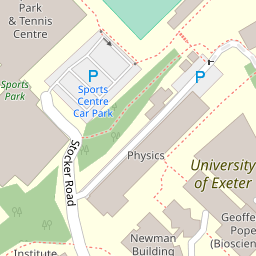 Park
& Tennis
Centre
P
Sports
Centre
Car Park
P
Sports
Park
Stocker Road
Physics
University
of Exeter
Geoffe
Pope
(Bioscien
Newman
Building
Institute